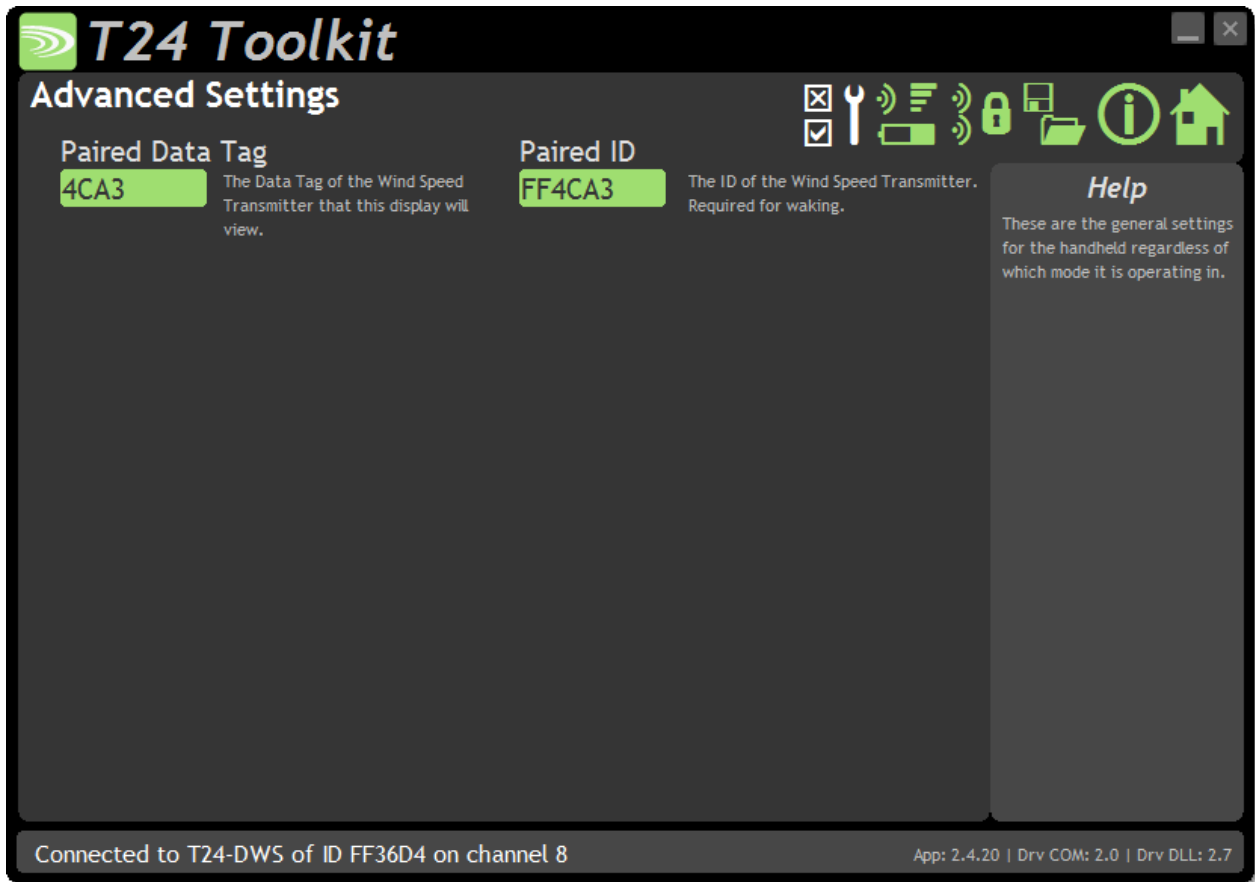 T24 Toolkit
Advanced Settings
Paired Data Tag
4CA3
The Data Tag of the Wind Speed
Transmitter that this display will
view.
Paired ID
FF4CA3
The ID of the Wind Speed Transmitter.
Required for waking.
Help
These are the general settings
for the handheld regardless of
which mode it is operating in.
Connected to T24-DWS of ID FF36D4 on channel 8
App: 2.4.20 | Drv COM: 2.0 | Drv DLL: 2.7